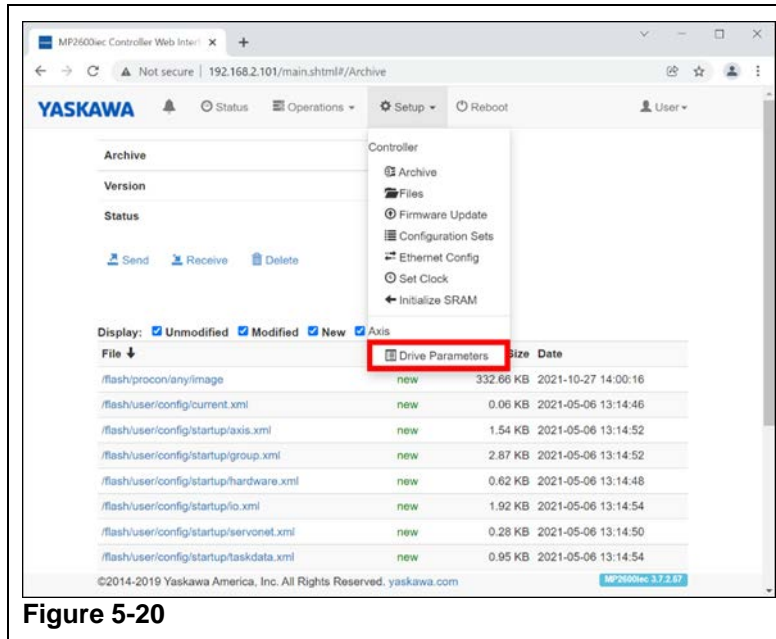 MP2600iec Controller Web Inter
192.168.2.101/main.shtml#/Archive
Not secure
YASKAWA Status Operations Setup Reboot User
Archive
Version
Status
Send Receive Delete
Controller
Archive
Files
Firmware Update
Configuration Sets
Ethernet Config
Set Clock
Initialize SRAM
Axis
Drive Parameters
Display: Unmodified Modified New
File Size Date
/flash/procon/any/image new 332.66 KB 2021-10-27 14:00:16
/flash/user/config/current.xml new 0.06 KB 2021-05-06 13:14:46
/flash/user/config/startup/axis.xml new 1.54 KB 2021-05-06 13:14:52
/flash/user/config/startup/group.xml new 2.87 KB 2021-05-06 13:14:52
/flash/user/config/startup/hardware.xml new 0.62 KB 2021-05-06 13:14:48
/flash/user/config/startup/io.xml new 1.92 KB 2021-05-06 13:14:54
/flash/user/config/startup/servonet.xml new 0.28 KB 2021-05-06 13:14:50
/flash/user/config/startup/taskdata.xml new 0.95 KB 2021-05-06 13:14:54
©2014-2019 Yaskawa America, Inc. All Rights Reserved. yaskawa.com MP2600iec 3.7.2.67
Figure 5-20